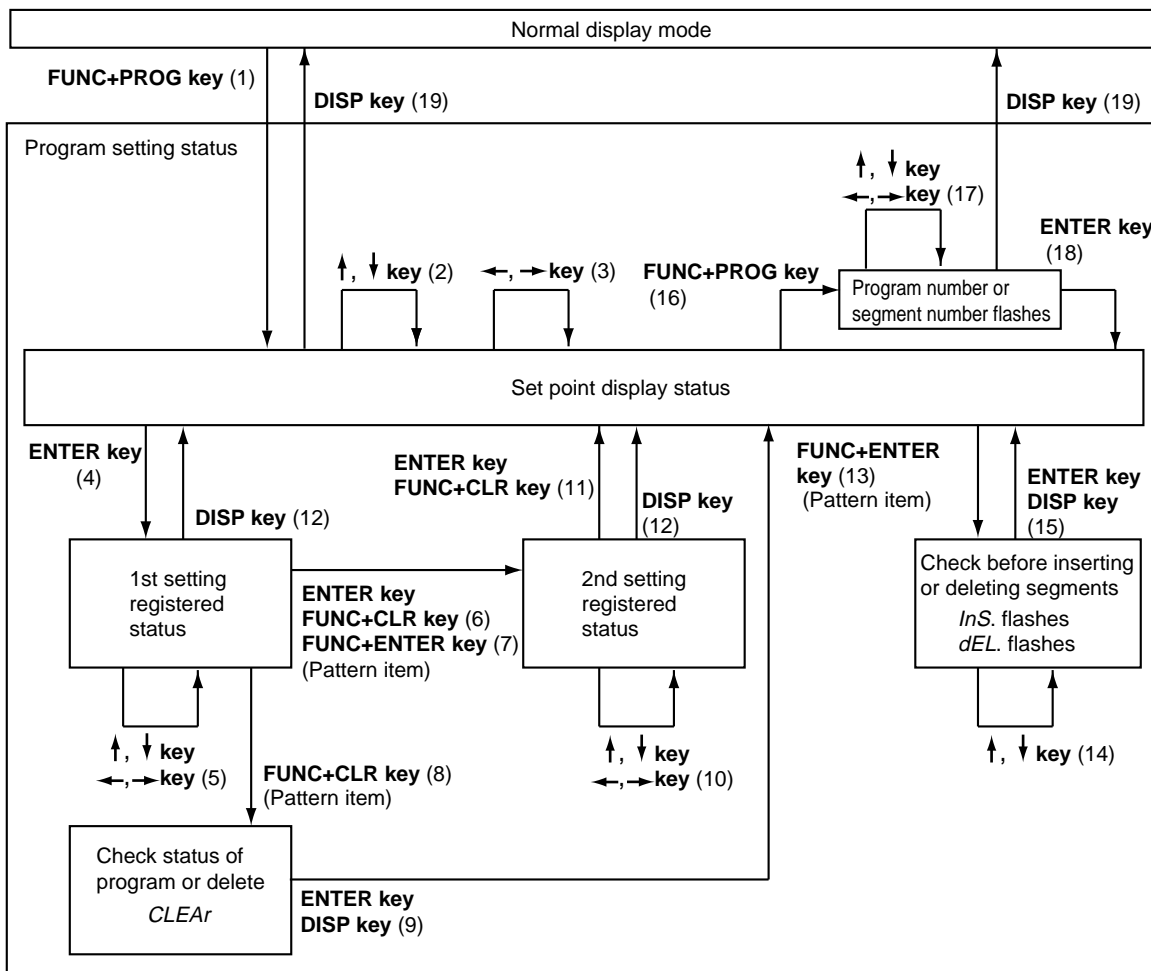 Normal display mode
FUNC+PROG key (1)
DISP key (19)
DISP key (19)
Program setting status
↑, ↓ key
←, → key (17)
ENTER key
(18)
↑, ↓ key (2)
←, → key (3)
FUNC+PROG key
(16)
Program number or
segment number flashes
Set point display status
ENTER key
(4)
DISP key (12)
ENTER key
FUNC+CLR key (11)
DISP key
(12)
FUNC+ENTER
key (13)
(Pattern item)
ENTER key
DISP key
(15)
1st setting
registered
status
ENTER key
FUNC+CLR key (6)
FUNC+ENTER key (7)
(Pattern item)
2nd setting
registered
status
Check before inserting
or deleting segments
InS. flashes
dEL. flashes
↑, ↓ key
←, → key (5)
FUNC+CLR key (8)
(Pattern item)
↑, ↓ key
←, → key (10)
↑, ↓ key (14)
Check status of
program or delete
CLEAr
ENTER key
DISP key (9)